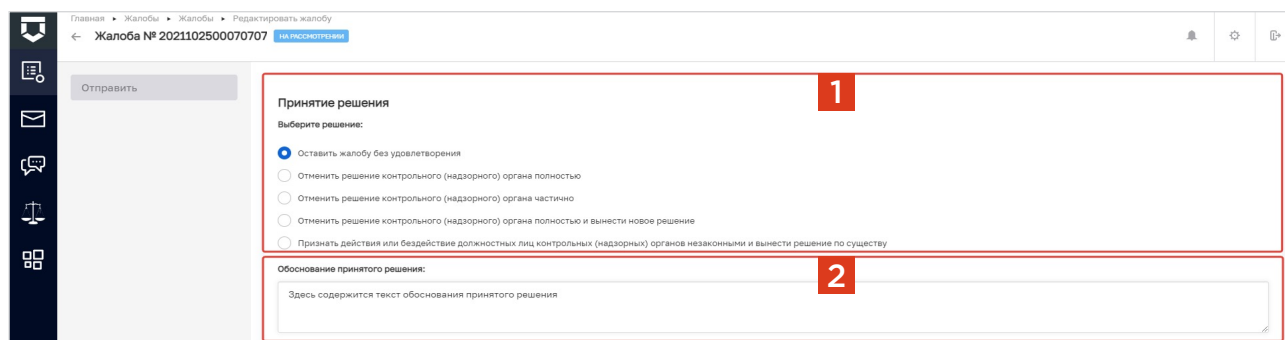 Главная ▸ Жалобы ▸ Жалобы ▸ Редактировать жалобу
← Жалоба № 2021102500070707 НА РАССМОТРЕНИИ
Отправить
1
Принятие решения
Выберите решение:
Оставить жалобу без удовлетворения
Отменить решение контрольного (надзорного) органа полностью
Отменить решение контрольного (надзорного) органа частично
Отменить решение контрольного (надзорного) органа полностью и вынести новое решение
Признать действия или бездействие должностных лиц контрольных (надзорных) органов незаконными и вынести решение по существу
2
Обоснование принятого решения:
Здесь содержится текст обоснования принятого решения